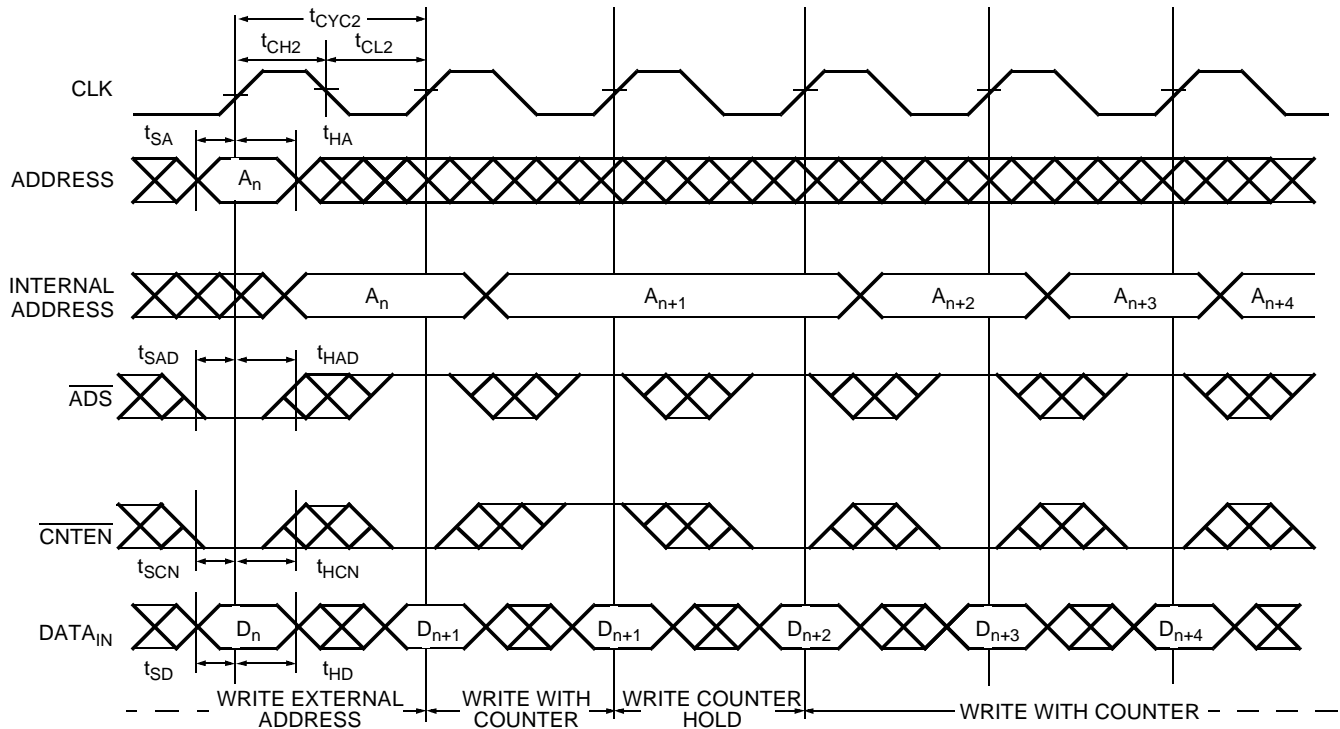 tCYC2
tCH2 tCL2
CLK
tSA tHA
ADDRESS An
INTERNAL
ADDRESS An An+1 An+2 An+3 An+4
tSAD tHAD
ADS
CNTEN
tSCN tHCN
DATAIN Dn Dn+1 Dn+1 Dn+2 Dn+3 Dn+4
tSD tHD
WRITE EXTERNAL
ADDRESS
WRITE WITH
COUNTER
WRITE COUNTER
HOLD
WRITE WITH COUNTER